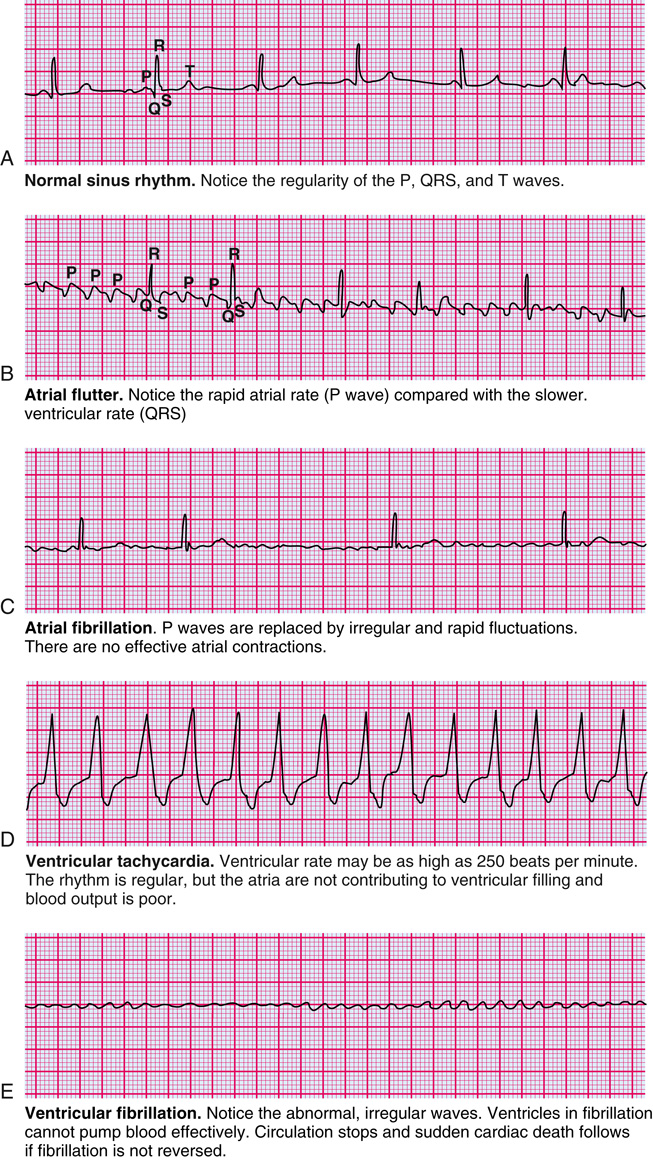 R
P T
Q S
A
Normal sinus rhythm. Notice the regularity of the P, QRS, and T waves.
R R
P P P P P
Q S Q S
B
Atrial flutter. Notice the rapid atrial rate (P wave) compared with the slower.
ventricular rate (QRS)
C
Atrial fibrillation. P waves are replaced by irregular and rapid fluctuations.
There are no effective atrial contractions.
D
Ventricular tachycardia. Ventricular rate may be as high as 250 beats per minute.
The rhythm is regular, but the atria are not contributing to ventricular filling and
blood output is poor.
E
Ventricular fibrillation. Notice the abnormal, irregular waves. Ventricles in fibrillation
cannot pump blood effectively. Circulation stops and sudden cardiac death follows
if fibrillation is not reversed.